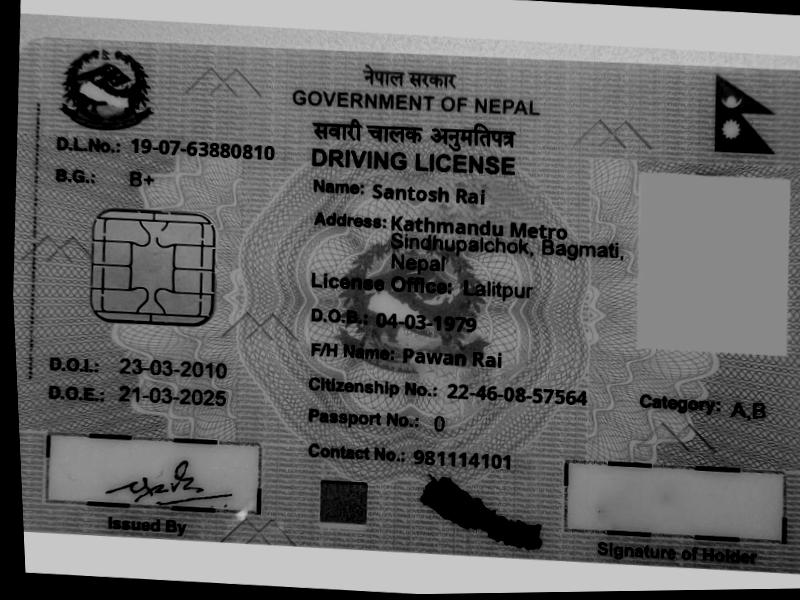 नेपाल सरकार
GOVERNMENT OF NEPAL
सवारी चालक अनुमतिपत्र
DRIVING LICENSE
D.L.No.: 19-07-63880810
B.G.: B+
Name: Santosh Rai
Address: Kathmandu Metro
Sindhupalchok, Bagmati,
Nepal
License Office: Lalitpur
D.O.B.: 04-03-1979
F/H Name: Pawan Rai
D.O.I.: 23-03-2010
D.O.E.: 21-03-2025
Citizenship No.: 22-46-08-57564
Category: A,B
Passport No.: 0
Contact No.: 981114101
Issued By
Signature of Holder